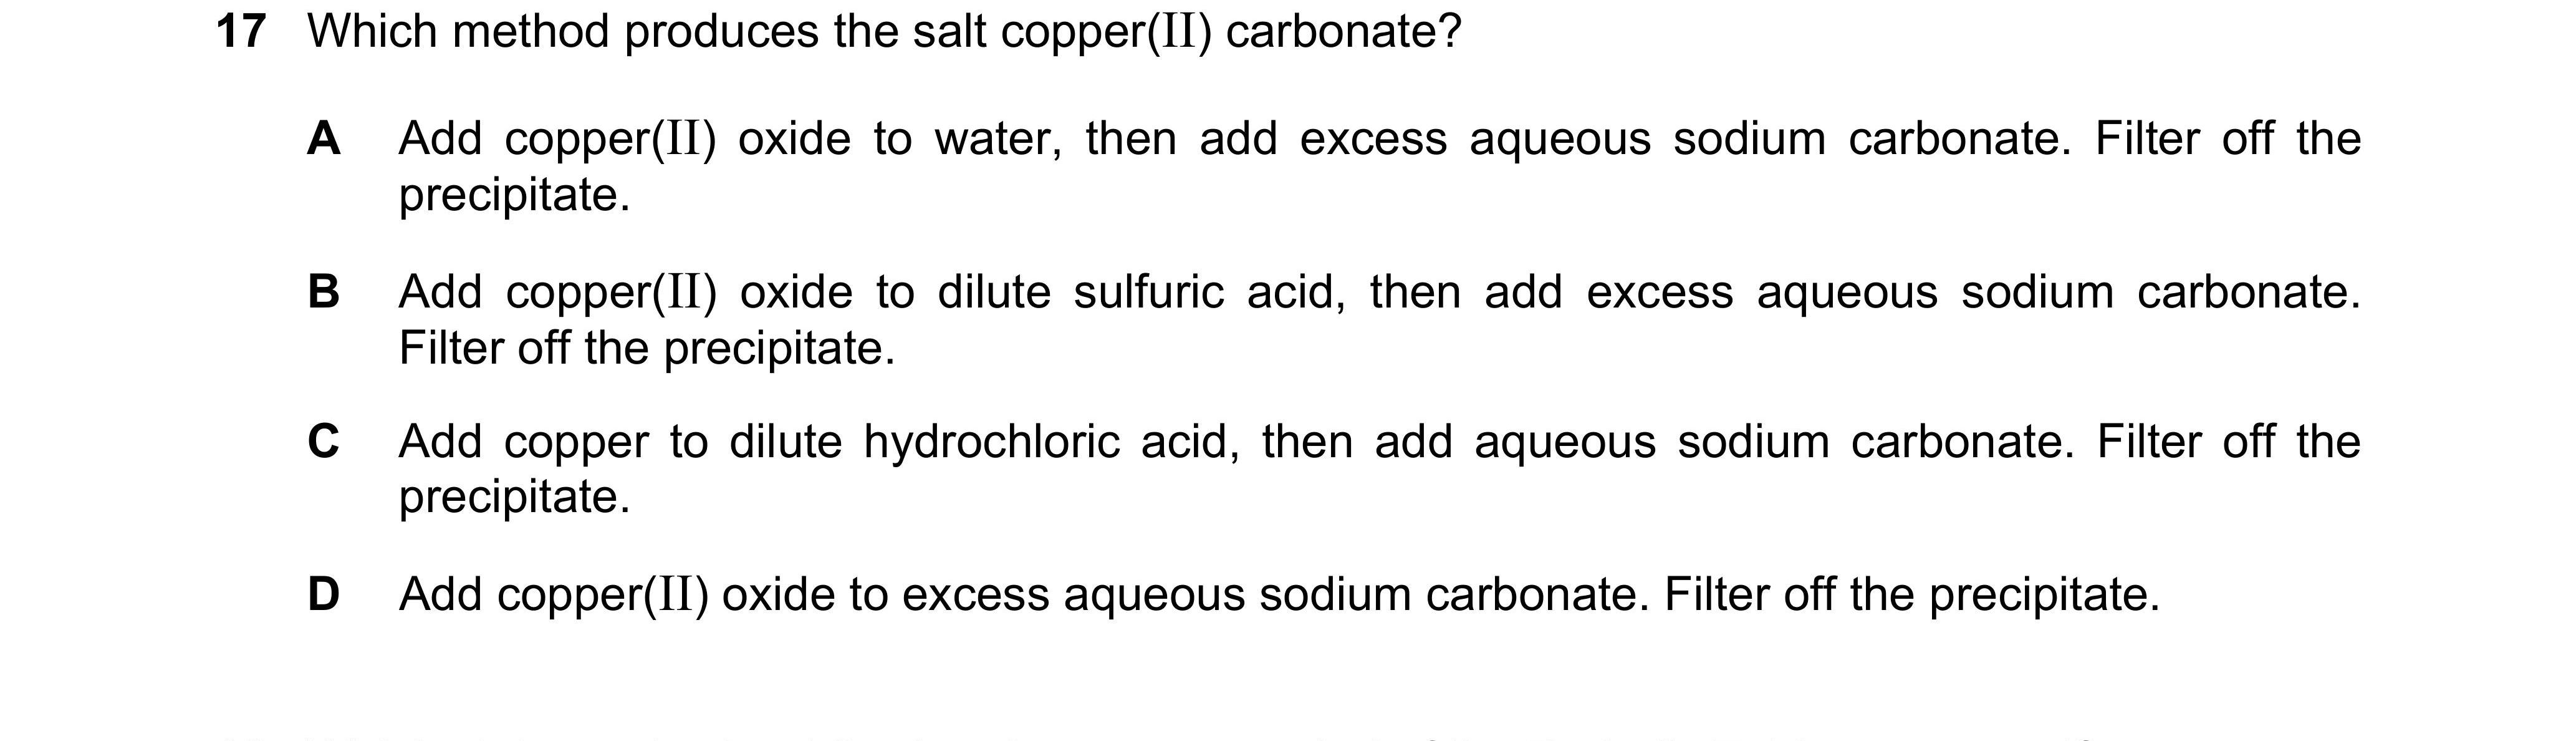 17 Which method produces the salt copper(II) carbonate?
A Add copper(II) oxide to water, then add excess aqueous sodium carbonate. Filter off the
precipitate.
B Add copper(II) oxide to dilute sulfuric acid, then add excess aqueous sodium carbonate.
Filter off the precipitate.
C Add copper to dilute hydrochloric acid, then add aqueous sodium carbonate. Filter off the
precipitate.
D Add copper(II) oxide to excess aqueous sodium carbonate. Filter off the precipitate.